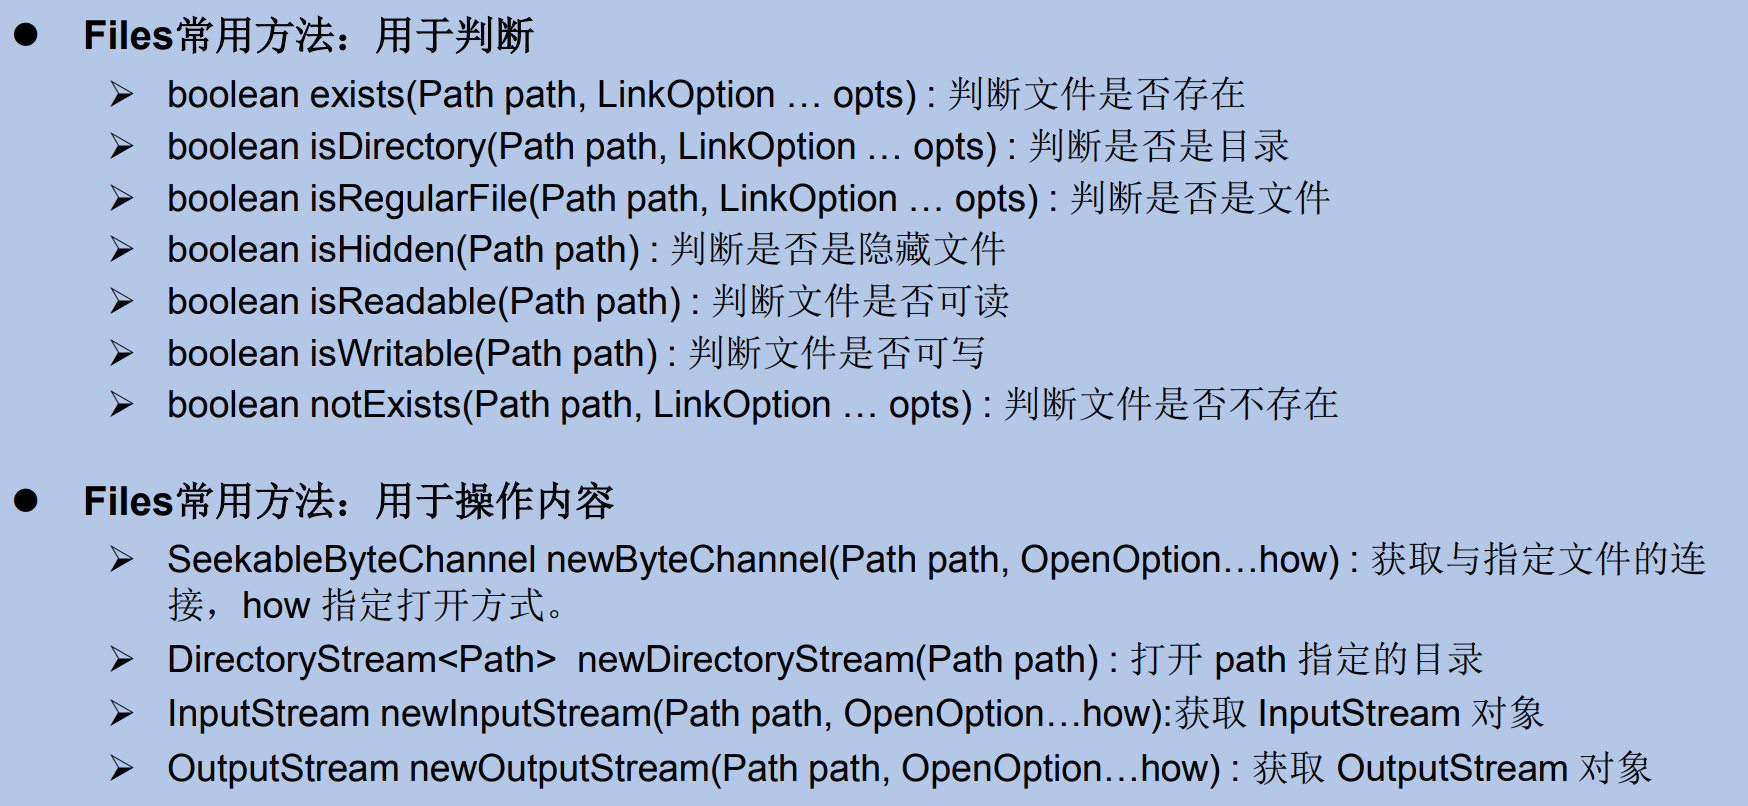 ● Files常用方法：用于判断
➢ boolean exists(Path path, LinkOption … opts) : 判断文件是否存在
➢ boolean isDirectory(Path path, LinkOption … opts) : 判断是否是目录
➢ boolean isRegularFile(Path path, LinkOption … opts) : 判断是否是文件
➢ boolean isHidden(Path path) : 判断是否是隐藏文件
➢ boolean isReadable(Path path) : 判断文件是否可读
➢ boolean isWritable(Path path) : 判断文件是否可写
➢ boolean notExists(Path path, LinkOption … opts) : 判断文件是否不存在
● Files常用方法：用于操作内容
➢ SeekableByteChannel newByteChannel(Path path, OpenOption…how) : 获取与指定文件的连
接，how 指定打开方式。
➢ DirectoryStream<Path> newDirectoryStream(Path path) : 打开 path 指定的目录
➢ InputStream newInputStream(Path path, OpenOption…how):获取 InputStream 对象
➢ OutputStream newOutputStream(Path path, OpenOption…how) : 获取 OutputStream 对象